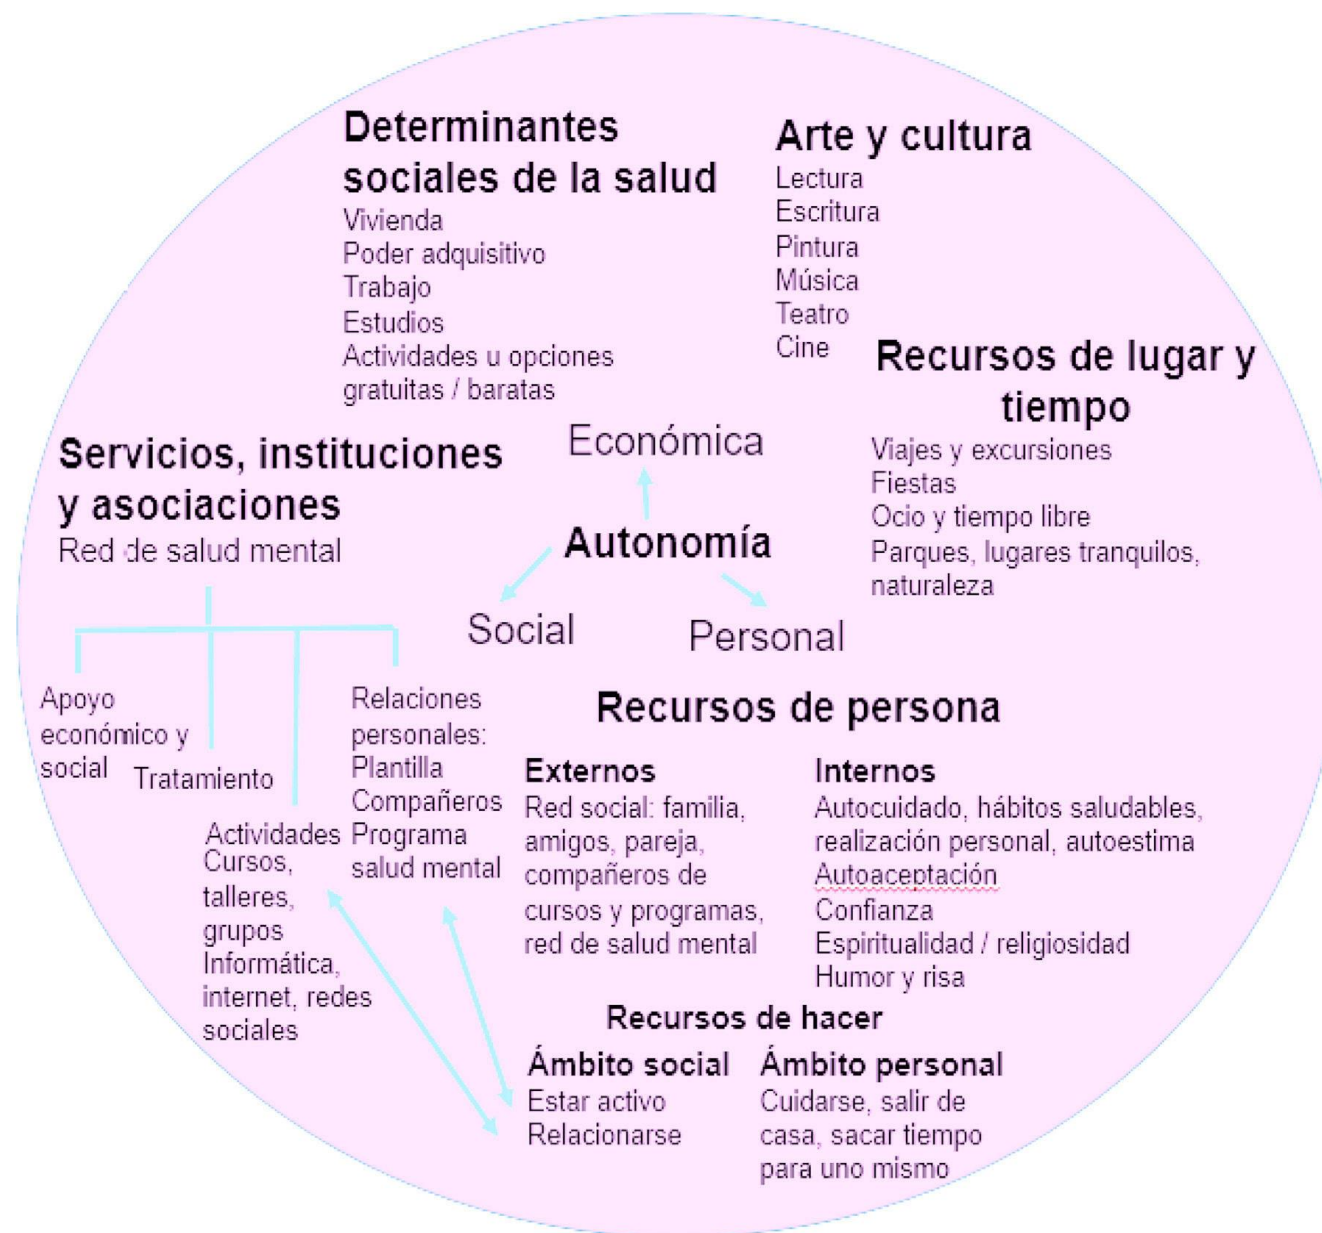 Determinantes
sociales de la salud
Vivienda
Poder adquisitivo
Trabajo
Estudios
Actividades u opciones
gratuitas / baratas
Arte y cultura
Lectura
Escritura
Pintura
Música
Teatro
Cine
Recursos de lugar y
tiempo
Viajes y excursiones
Fiestas
Ocio y tiempo libre
Parques, lugares tranquilos,
naturaleza
Servicios, instituciones
y asociaciones
Red de salud mental
Económica
Autonomía
Social
Personal
Apoyo
económico y
social
Tratamiento
Actividades
Cursos,
talleres,
grupos
Informática,
internet, redes
sociales
Relaciones
personales:
Plantilla
Compañeros
Programa
salud mental
Recursos de persona
Externos
Red social: familia,
amigos, pareja,
compañeros de
cursos y programas,
red de salud mental
Internos
Autocuidado, hábitos saludables,
realización personal, autoestima
Autoaceptación
Confianza
Espiritualidad / religiosidad
Humor y risa
Recursos de hacer
Ámbito social
Estar activo
Relacionarse
Ámbito personal
Cuidarse, salir de
casa, sacar tiempo
para uno mismo